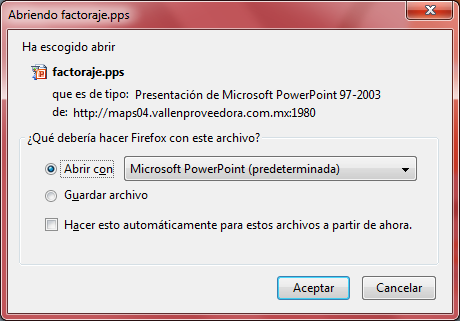 Abriendo factoraje.pps
Ha escogido abrir
factoraje.pps
que es de tipo: Presentación de Microsoft PowerPoint 97-2003
de: http://maps04.vallenproveedora.com.mx:1980
¿Qué debería hacer Firefox con este archivo?
Abrir con Microsoft PowerPoint (predeterminada)
Guardar archivo
Hacer esto automáticamente para estos archivos a partir de ahora.
Aceptar Cancelar